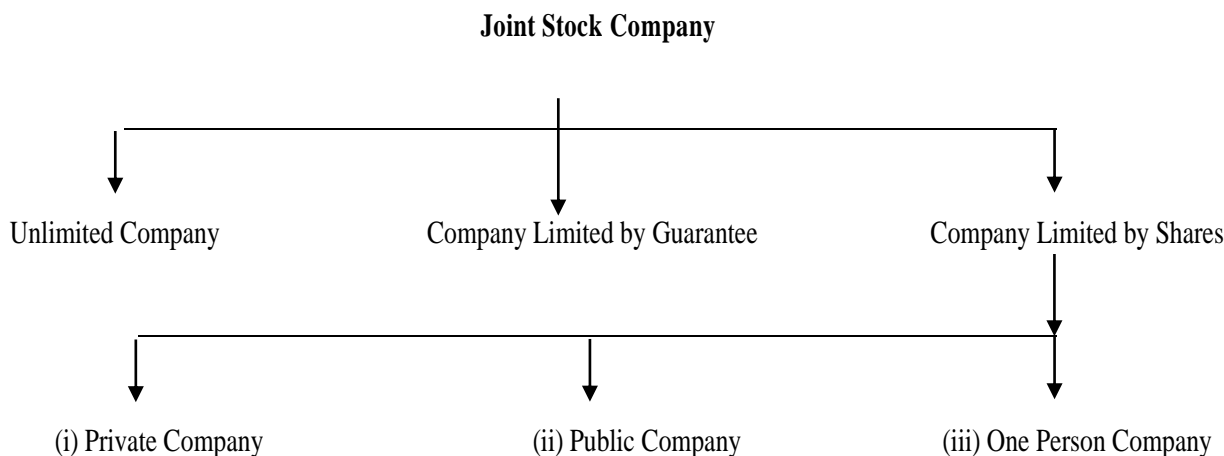 Joint Stock Company
Unlimited Company Company Limited by Guarantee Company Limited by Shares
(i) Private Company (ii) Public Company (iii) One Person Company